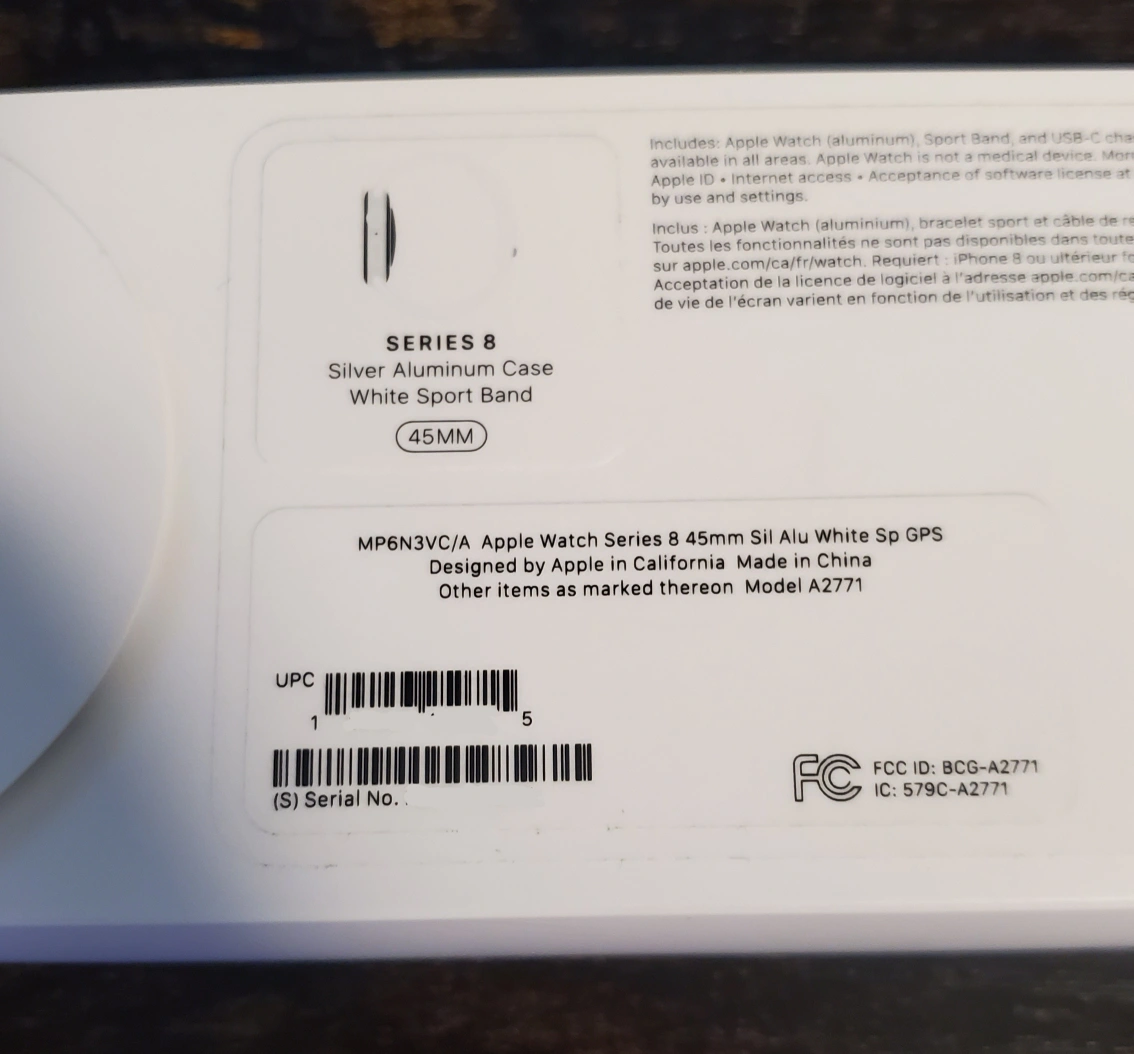 Includes: Apple Watch (aluminum), Sport Band, and USB-C
available in all areas. Apple Watch is not a medical device.
Apple ID • Internet access • Acceptance of software license at
by use and settings.
Inclus : Apple Watch (aluminium), bracelet sport et câble de
Toutes les fonctionnalités ne sont pas disponibles dans
sur apple.com/ca/fr/watch. Requiert : iPhone 8 ou ultérieur
Acceptation de la licence de logiciel à l'adresse
de vie de l'écran varient en fonction de l'utilisation et des
SERIES 8
Silver Aluminum Case
White Sport Band
45MM
MP6N3VC/A Apple Watch Series 8 45mm Sil Alu White Sp GPS
Designed by Apple in California Made in China
Other items as marked thereon Model A2771
UPC
1 5
(S) Serial No.
FC FCC ID: BCG-A2771
IC: 579C-A2771